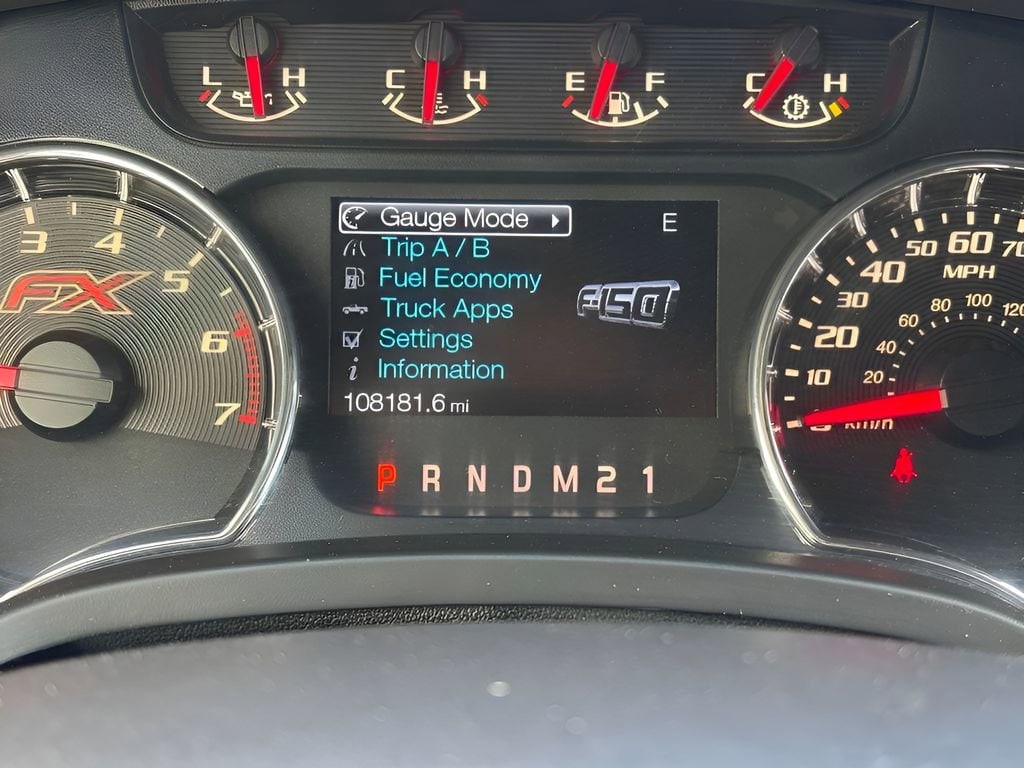 L H
C H
E F
C H
3 4 5 6 7
FX
Gauge Mode
E
Trip A / B
Fuel Economy
F-150
Truck Apps
Settings
Information
108181.6 mi
P R N D M 2 1
10 20 30 40 50 60 70
MPH
20 40 60 80 100 120
0 km/h